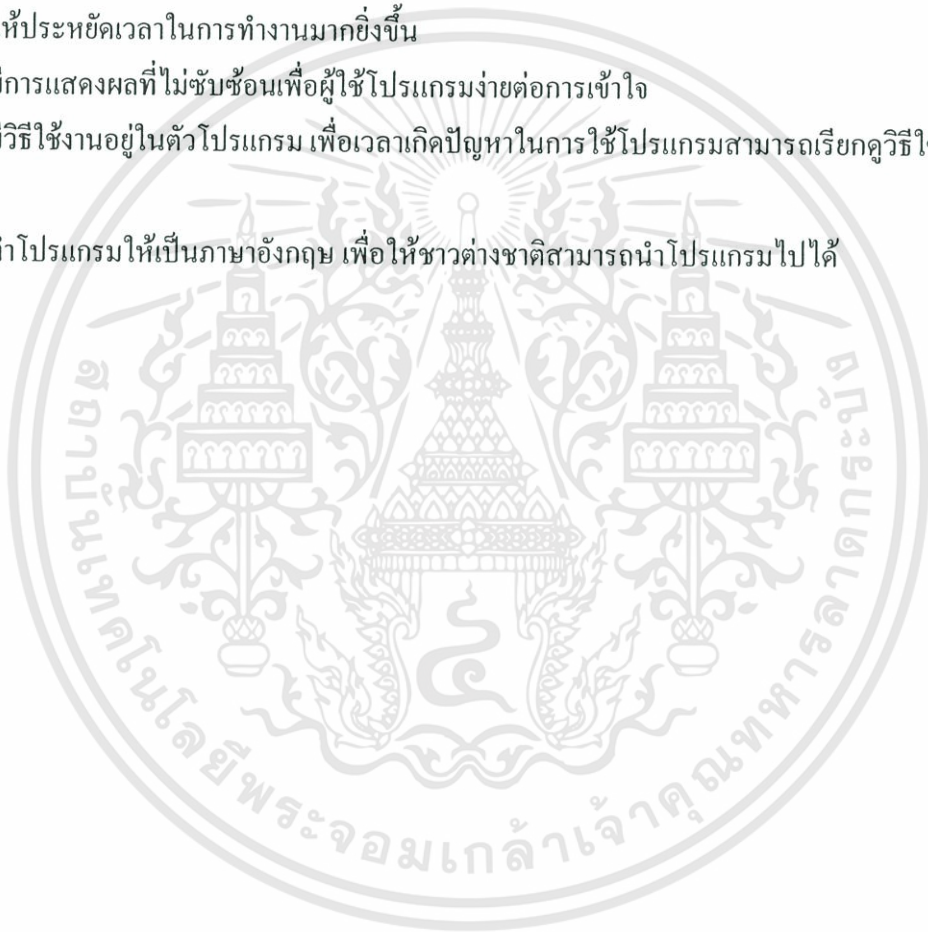 ห้ประหยัดเวลาในการทำงานมากยิ่งขึ้น
มีการแสดงผลที่ไม่ซับซ้อนเพื่อผู้ใช้โปรแกรมง่ายต่อการเข้าใจ
มีวิธีใช้งานอยู่ในตัวโปรแกรม เพื่อเวลาเกิดปัญหาในการใช้โปรแกรมสามารถเรียกดูวิธีใช้
ทำโปรแกรมให้เป็นภาษาอังกฤษ เพื่อให้ชาวต่างชาติสามารถนำโปรแกรมไปได้
สถาบันเทคโนโลยีพระจอมเกล้าเจ้าคุณทหารลาดกระบัง